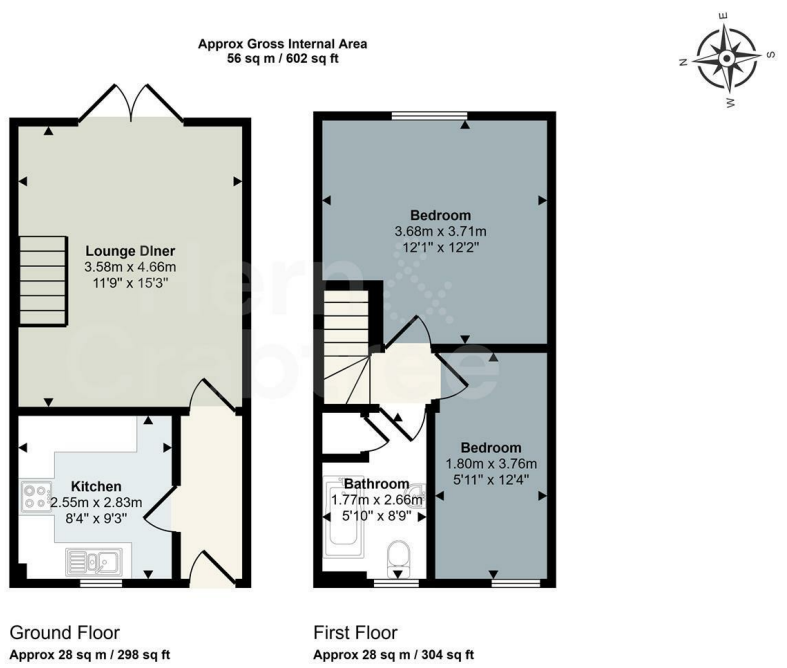 Approx Gross Internal Area
56 sq m / 602 sq ft
E
N
S
W
Lounge Diner
3.58m x 4.66m
11'9" x 15'3"
Kitchen
2.55m x 2.83m
8'4" x 9'3"
Bedroom
3.68m x 3.71m
12'1" x 12'2"
Bedroom
1.80m x 3.76m
5'11" x 12'4"
Bathroom
1.77m x 2.66m
5'10" x 8'9"
Hern &
Crabtree
Ground Floor
Approx 28 sq m / 298 sq ft
First Floor
Approx 28 sq m / 304 sq ft